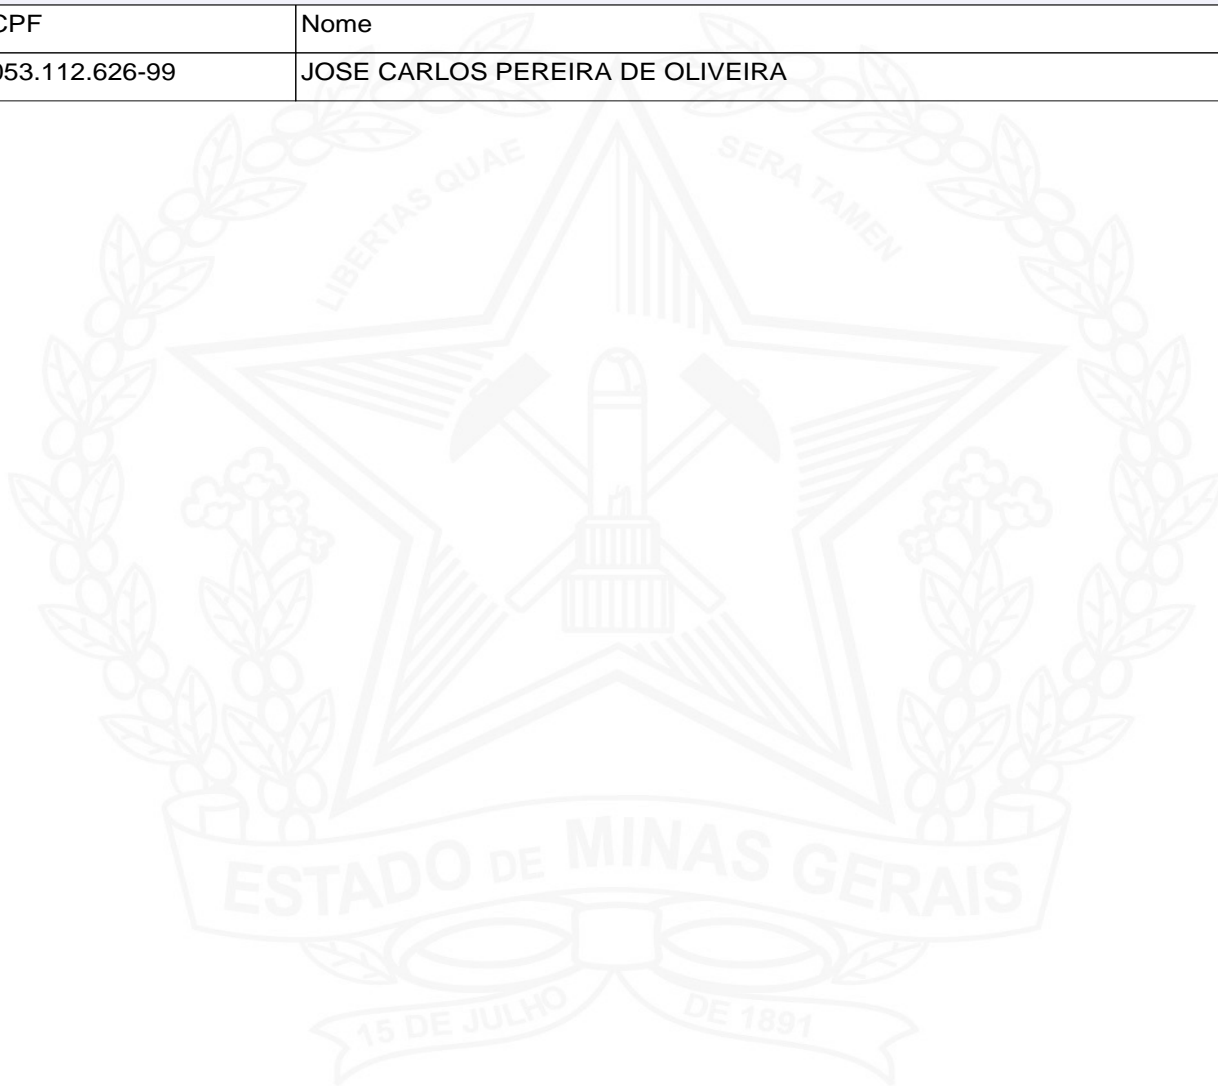 CPF Nome
053.112.626-99 JOSE CARLOS PEREIRA DE OLIVEIRA
LIBERTAS QUAE SERA TAMEN
ESTADO DE MINAS GERAIS
15 DE JULHO DE 1891